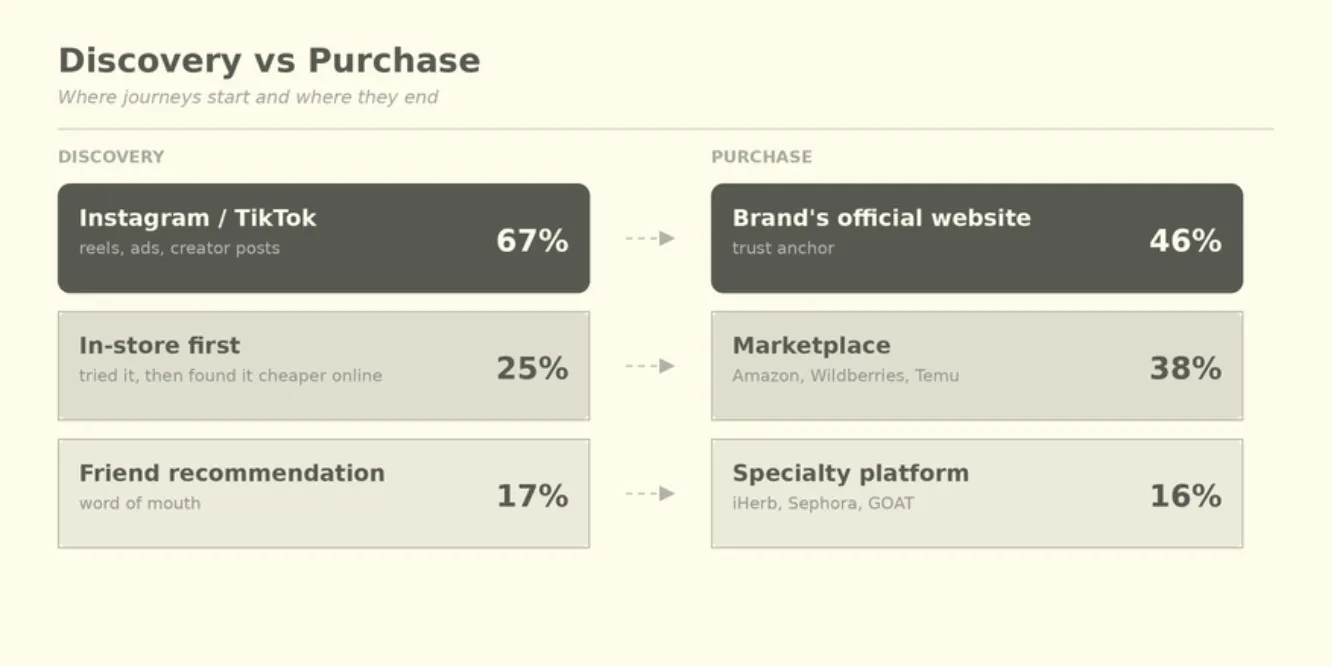 Discovery vs Purchase
Where journeys start and where they end
DISCOVERY
Instagram / TikTok
reels, ads, creator posts
67%
In-store first
tried it, then found it cheaper online
25%
Friend recommendation
word of mouth
17%
PURCHASE
Brand's official website
trust anchor
46%
Marketplace
Amazon, Wildberries, Temu
38%
Specialty platform
iHerb, Sephora, GOAT
16%